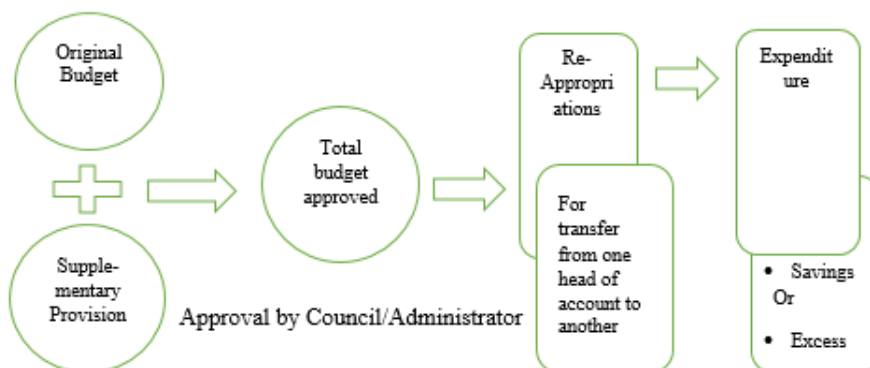 Original
Budget
Supple-
mentary
Provision
Total
budget
approved
Approval by Council/Administrator
Re-
Appropri
ations
For
transfer
from one
head of
account to
another
Expendit
ure
• Savings
Or
• Excess